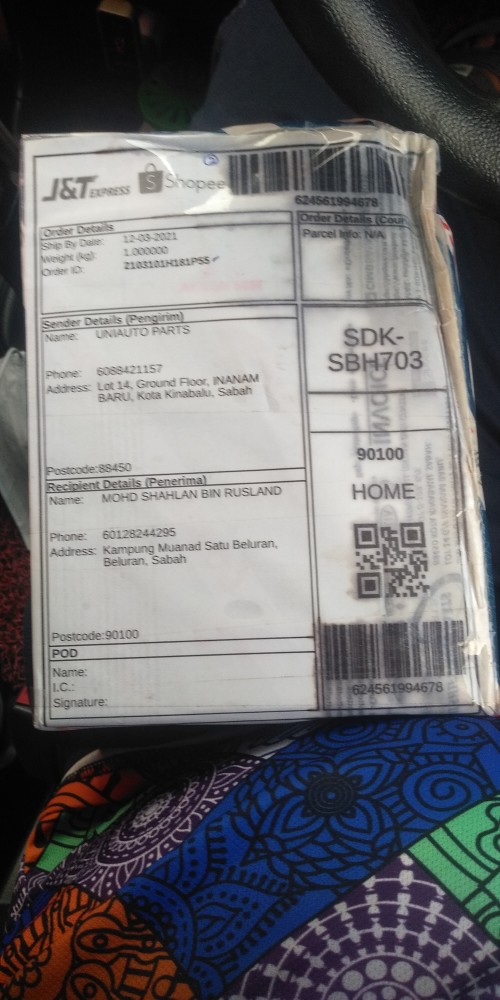 J&T EXPRESS Shopee
624561994678
Order Details
Ship By Date: 12-03-2021
Weight (kg): 1.000000
Order ID: 2103101H181P5S
Order Details (Cour
Parcel Info: N/A
Sender Details (Pengirim)
Name: UNIAUTO PARTS
Phone: 6088421157
Address: Lot 14, Ground Floor, INANAM
BARU, Kota Kinabalu, Sabah
Postcode:88450
SDK-
SBH703
90100
HOME
Recipient Details (Penerima)
Name: MOHD SHAHLAN BIN RUSLAND
Phone: 60128244295
Address: Kampung Muanad Satu Beluran,
Beluran, Sabah
Postcode:90100
POD
Name:
I.C.:
Signature:
624561994678